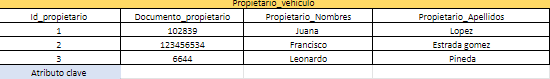 Propietario_vehiculo
Id_propietario Documento_propietario Propietario_Nombres Propietario_Apellidos
1 102839 Juana Lopez
2 123456534 Francisco Estrada gomez
3 6644 Leonardo Pineda
Atributo clave